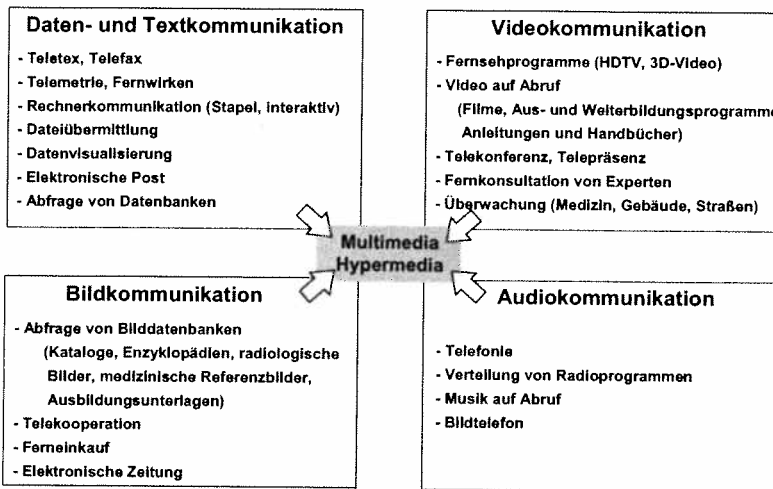 Daten- und Textkommunikation
- Teletex, Telefax
- Telemetrie, Fernwirken
- Rechnerkommunikation (Stapel, interaktiv)
- Dateiübermittlung
- Datenvisualisierung
- Elektronische Post
- Abfrage von Datenbanken
Videokommunikation
- Fernsehprogramme (HDTV, 3D-Video)
- Video auf Abruf
(Filme, Aus- und Weiterbildungsprogramme
Anleitungen und Handbücher)
- Telekonferenz, Telepräsenz
- Fernkonsultation von Experten
- Überwachung (Medizin, Gebäude, Straßen)
Multimedia
Hypermedia
Bildkommunikation
- Abfrage von Bilddatenbanken
(Kataloge, Enzyklopädien, radiologische
Bilder, medizinische Referenzbilder,
Ausbildungsunterlagen)
- Telekooperation
- Ferneinkauf
- Elektronische Zeitung
Audiokommunikation
- Telefonie
- Verteilung von Radioprogrammen
- Musik auf Abruf
- Bildtelefon